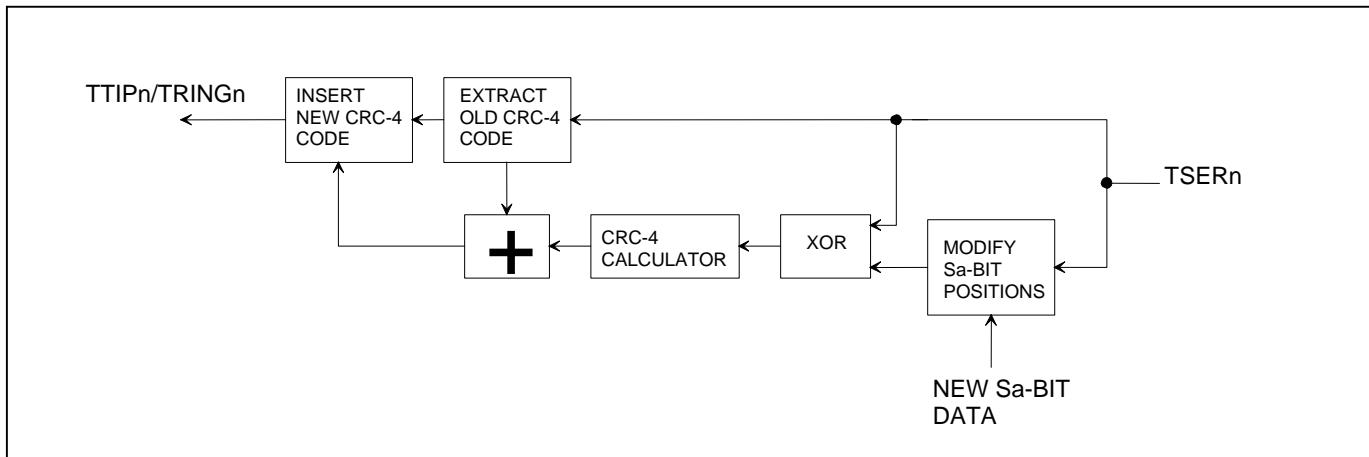 TTIPn/TRINGn
INSERT
NEW CRC-4
CODE
EXTRACT
OLD CRC-4
CODE
TSERn
+
CRC-4
CALCULATOR
XOR
MODIFY
Sa-BIT
POSITIONS
NEW Sa-BIT
DATA